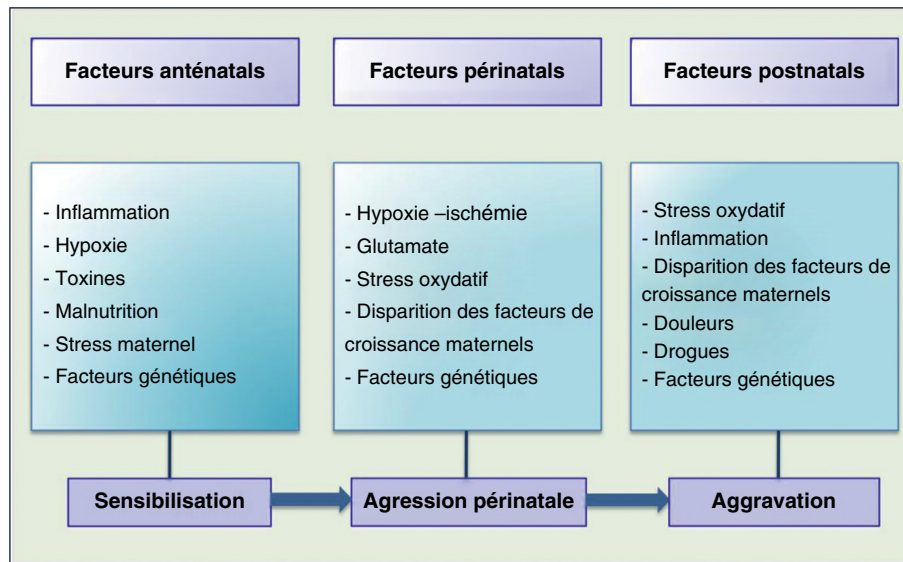 Facteurs anténatals
Facteurs périnatals
Facteurs postnatals
- Inflammation
- Hypoxie
- Toxines
- Malnutrition
- Stress maternel
- Facteurs génétiques
- Hypoxie –ischémie
- Glutamate
- Stress oxydatif
- Disparition des facteurs de
croissance maternels
- Facteurs génétiques
- Stress oxydatif
- Inflammation
- Disparition des facteurs de
croissance maternels
- Douleurs
- Drogues
- Facteurs génétiques
Sensibilisation
Agression périnatale
Aggravation